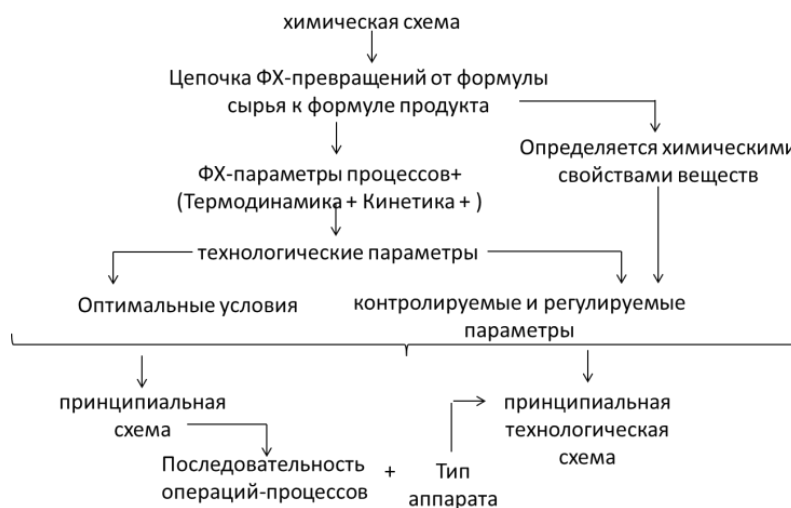 химическая схема
Цепочка ФХ-превращений от формулы
сырья к формуле продукта
Определяется химическими
свойствами веществ
ФХ-параметры процессов+
(Термодинамика + Кинетика + )
технологические параметры
Оптимальные условия
контролируемые и регулируемые
параметры
принципиальная
схема
принципиальная
технологическая
схема
Последовательность
операций-процессов
+
Тип
аппарата